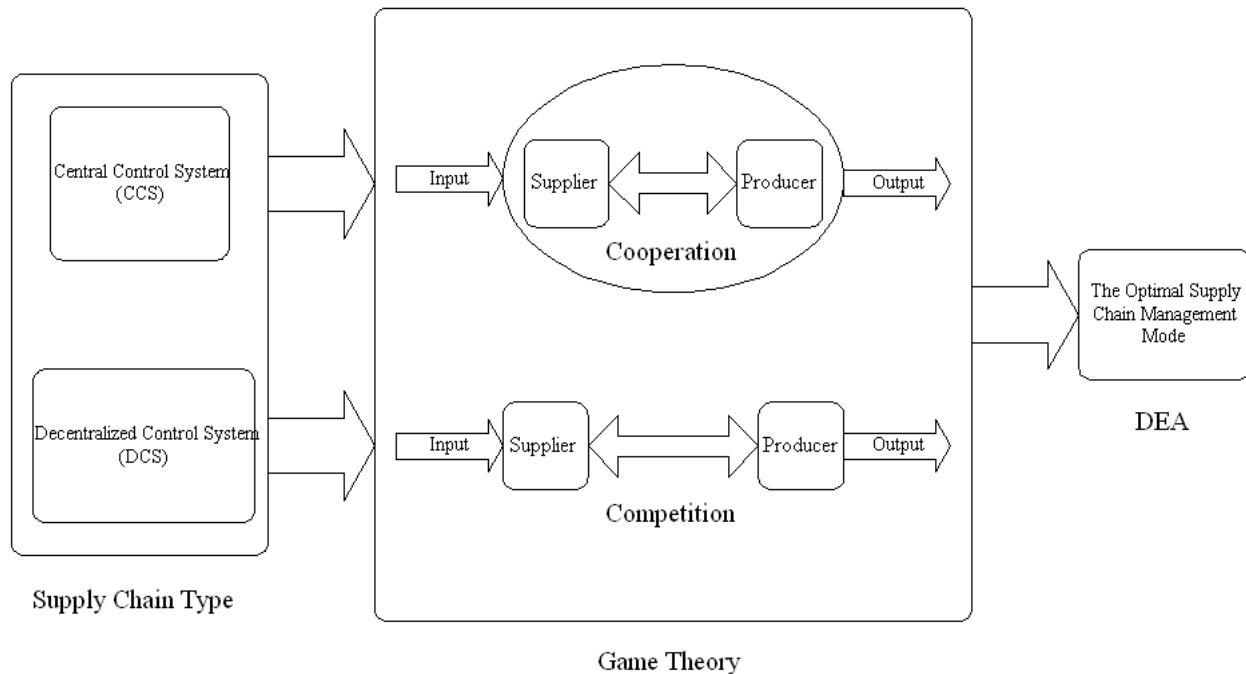 Central Control System
(CCS)
Decentralized Control System
(DCS)
Supply Chain Type
Input
Supplier
Producer
Output
Cooperation
Input
Supplier
Producer
Output
Competition
Game Theory
The Optimal Supply
Chain Management
Mode
DEA